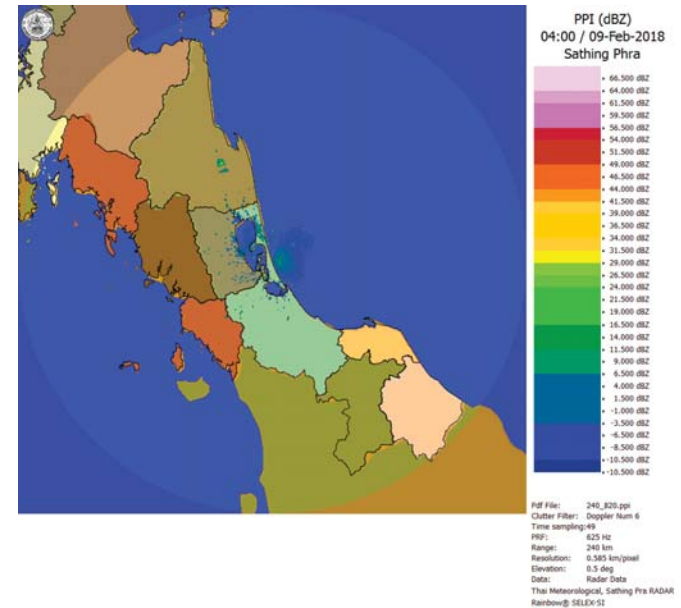 PPI (dBZ)
04:00 / 09-Feb-2018
Sathing Phra
66.500 dBZ
64.000 dBZ
61.500 dBZ
59.500 dBZ
56.500 dBZ
54.000 dBZ
51.500 dBZ
49.000 dBZ
46.500 dBZ
44.000 dBZ
41.500 dBZ
39.000 dBZ
36.500 dBZ
34.000 dBZ
31.500 dBZ
29.000 dBZ
26.500 dBZ
24.000 dBZ
21.500 dBZ
19.000 dBZ
16.500 dBZ
14.000 dBZ
11.500 dBZ
9.000 dBZ
6.500 dBZ
4.000 dBZ
1.500 dBZ
-1.000 dBZ
-3.500 dBZ
-6.500 dBZ
-8.500 dBZ
-10.500 dBZ
-10.500 dBZ
Pdf File: 240_820.ppi
Clutter Filter: Doppler Num 6
Time sampling:49
PRF: 625 Hz
Range: 240 km
Resolution: 0.585 km/pixel
Elevation: 0.5 deg
Data: Radar Data
Thai Meteorological, Sathing Pra RADAR
Rainbow® SELEX-SI